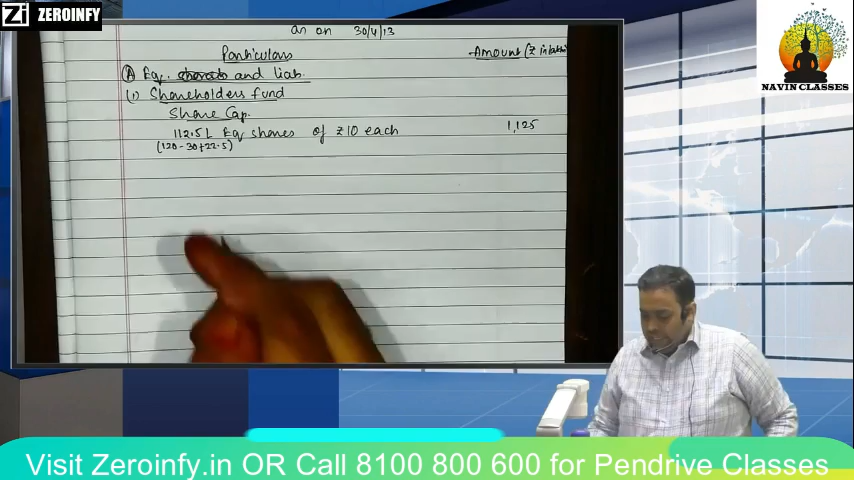 Zi ZEROINFY
as on 30/4/13
Particulars
Amount (₹ in lakhs)
(A) Eq. and liab.
(1) Shareholders fund
Share Cap.
112.5 L Eq shares of ₹10 each 1,125
(120-30+22.5)
NAVIN CLASSES
Visit Zeroinfy.in OR Call 8100 800 600 for Pendrive Classes